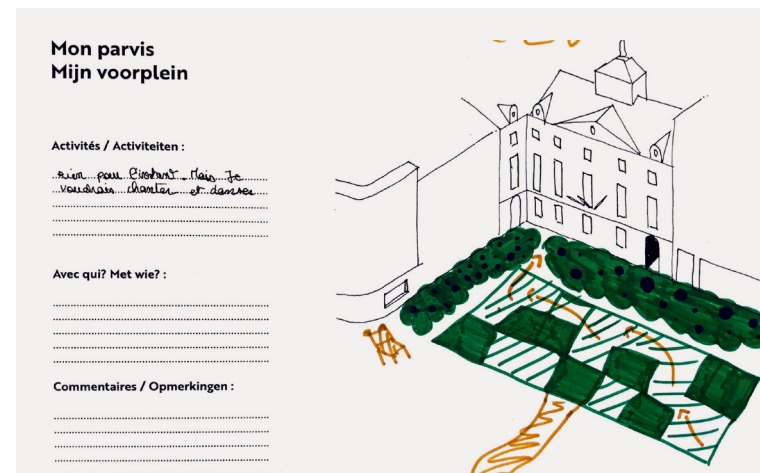 Mon parvis
Mijn voorplein
Activités / Activiteiten :
rien pour l'instant. Mais Je
voudrais chanter et danser
Avec qui? Met wie? :
Commentaires / Opmerkingen :